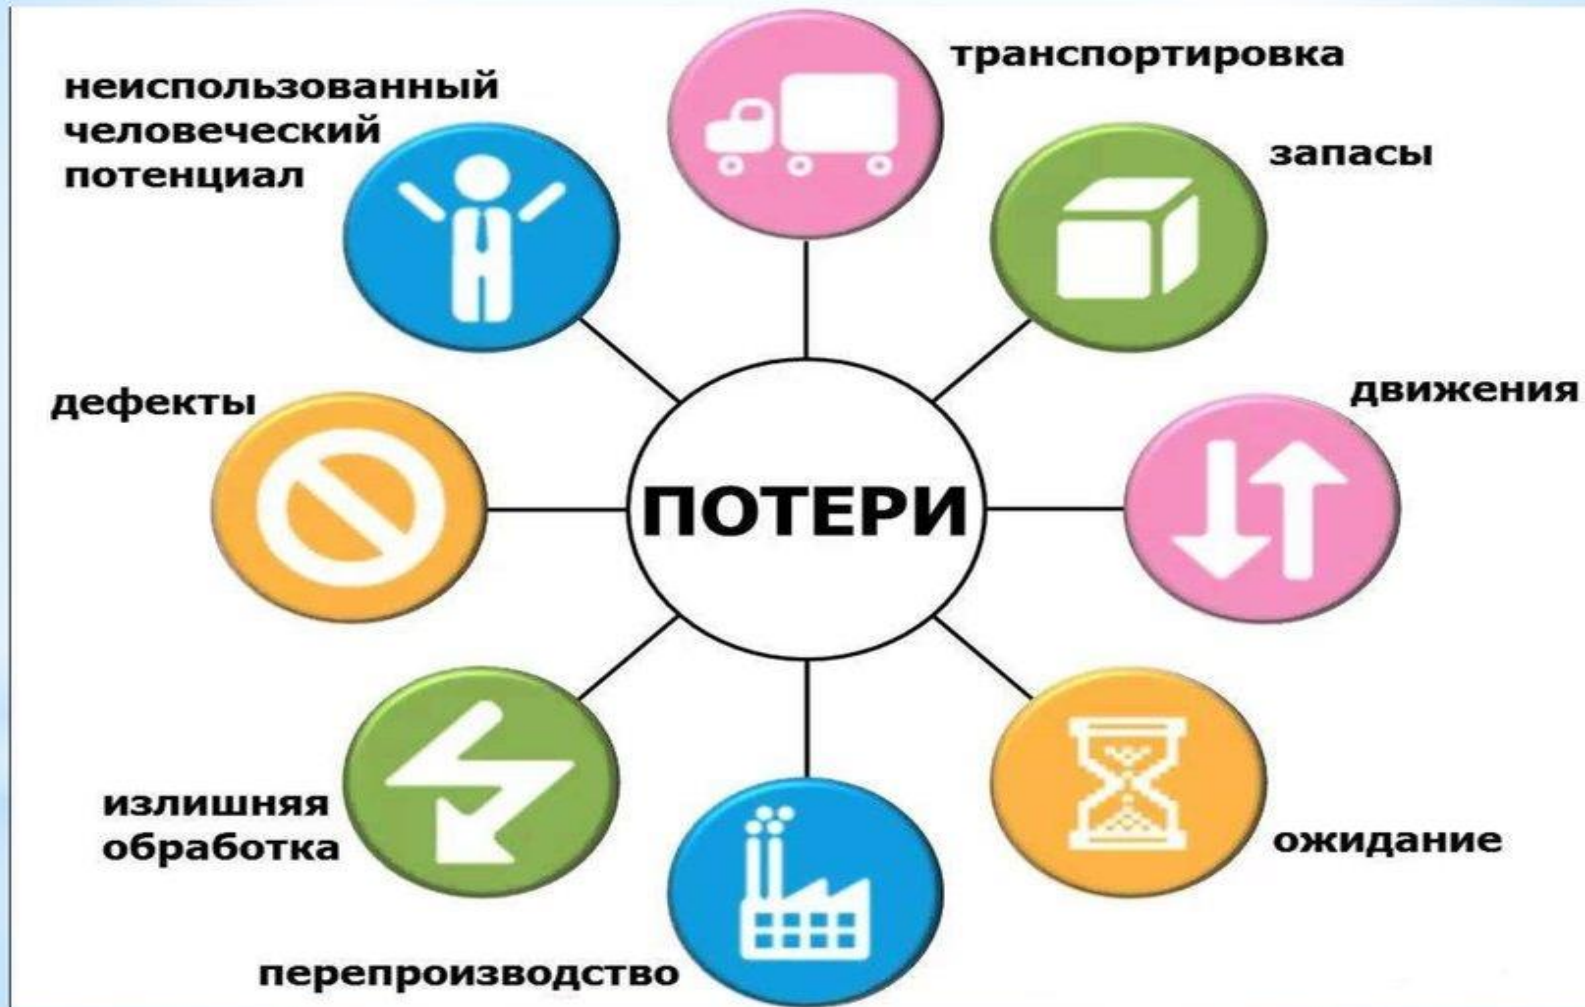 транспортировка
неиспользованный
человеческий
потенциал
запасы
дефекты
движения
ПОТЕРИ
излишняя
обработка
ожидание
перепроизводство